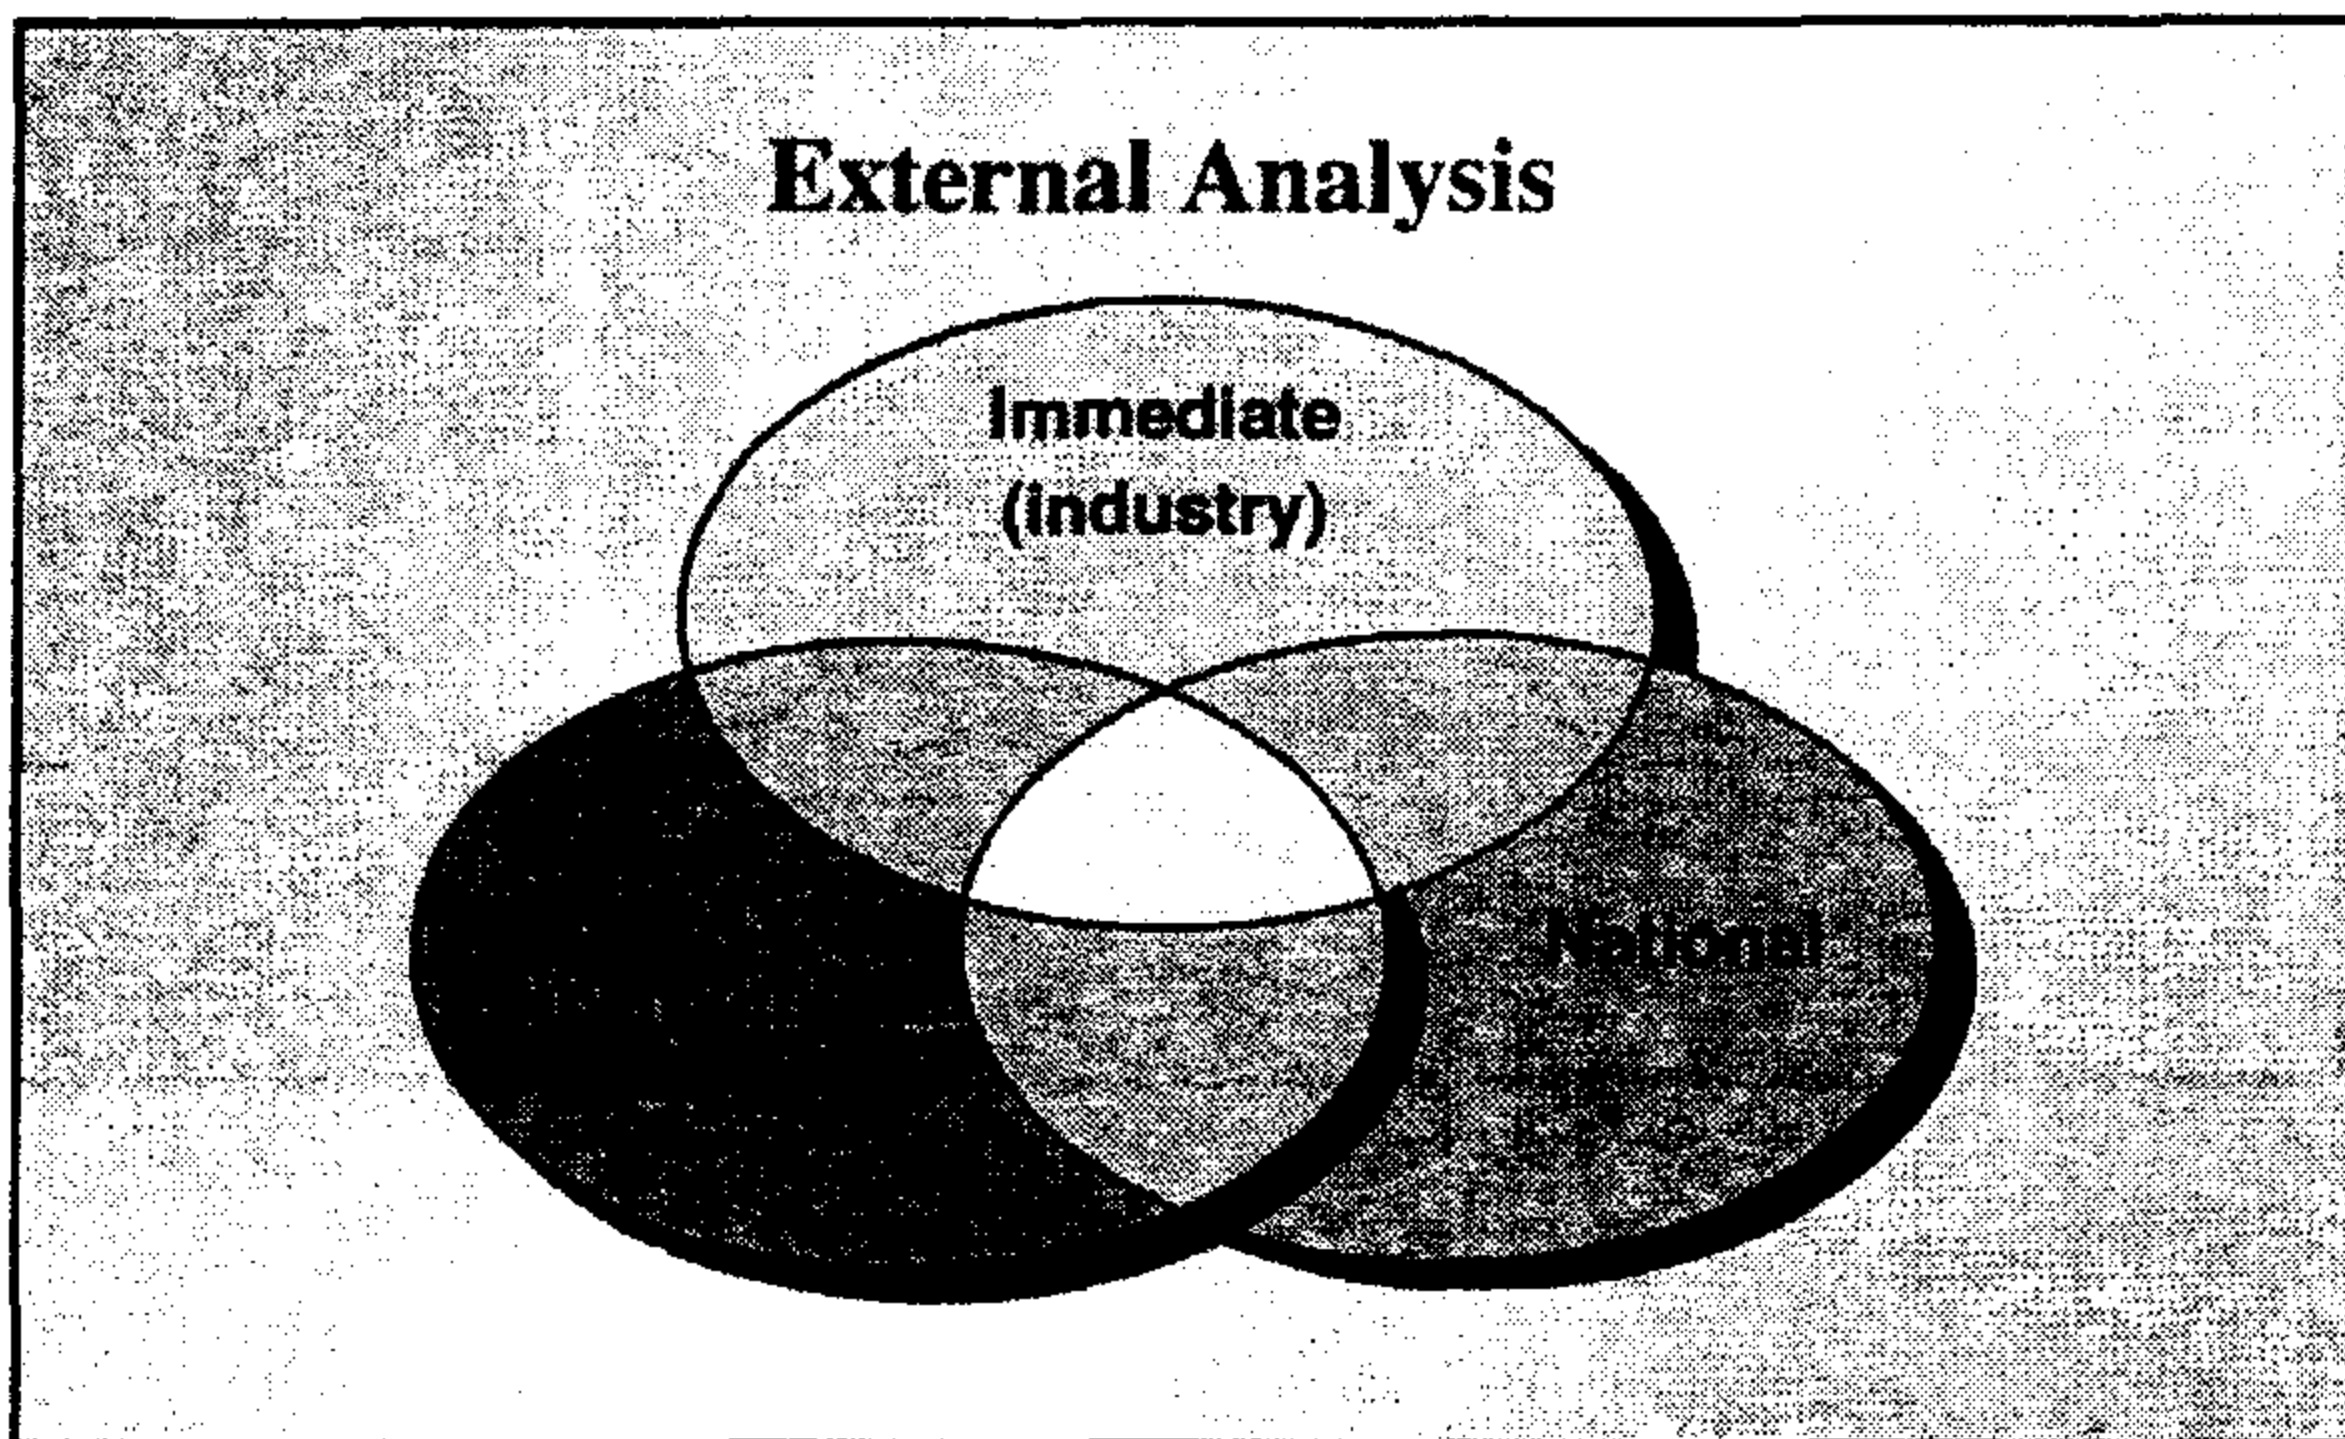 External Analysis
Immediate
(industry)
National